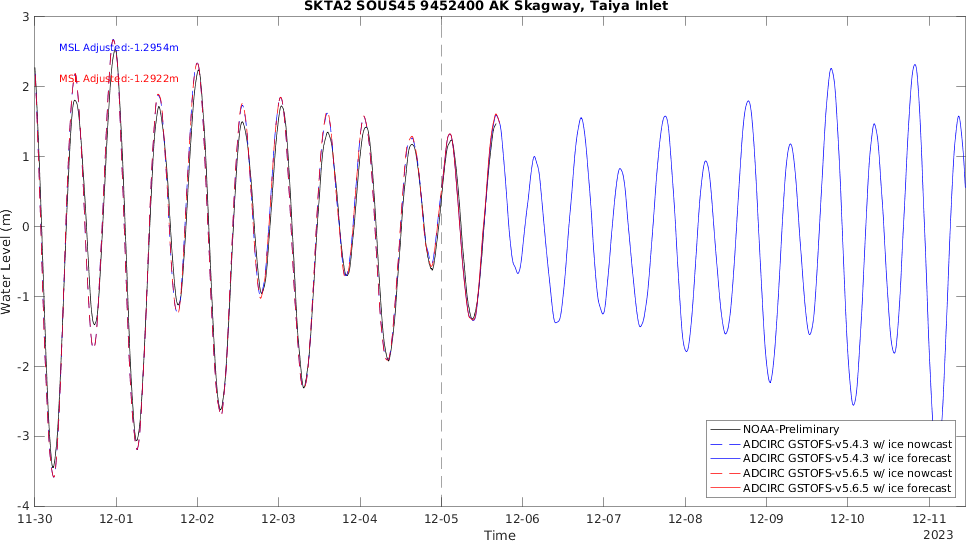 SKTA2 SOUS45 9452400 AK Skagway, Taiya Inlet
MSL Adjusted:-1.2954m
MSL Adjusted:-1.2922m
Water Level (m)
3
2
1
0
-1
-2
-3
-4
NOAA-Preliminary
ADCIRC GSTOFS-v5.4.3 w/ ice nowcast
ADCIRC GSTOFS-v5.4.3 w/ ice forecast
ADCIRC GSTOFS-v5.6.5 w/ ice nowcast
ADCIRC GSTOFS-v5.6.5 w/ ice forecast
11-30 12-01 12-02 12-03 12-04 12-05 12-06 12-07 12-08 12-09 12-10 12-11
Time
2023